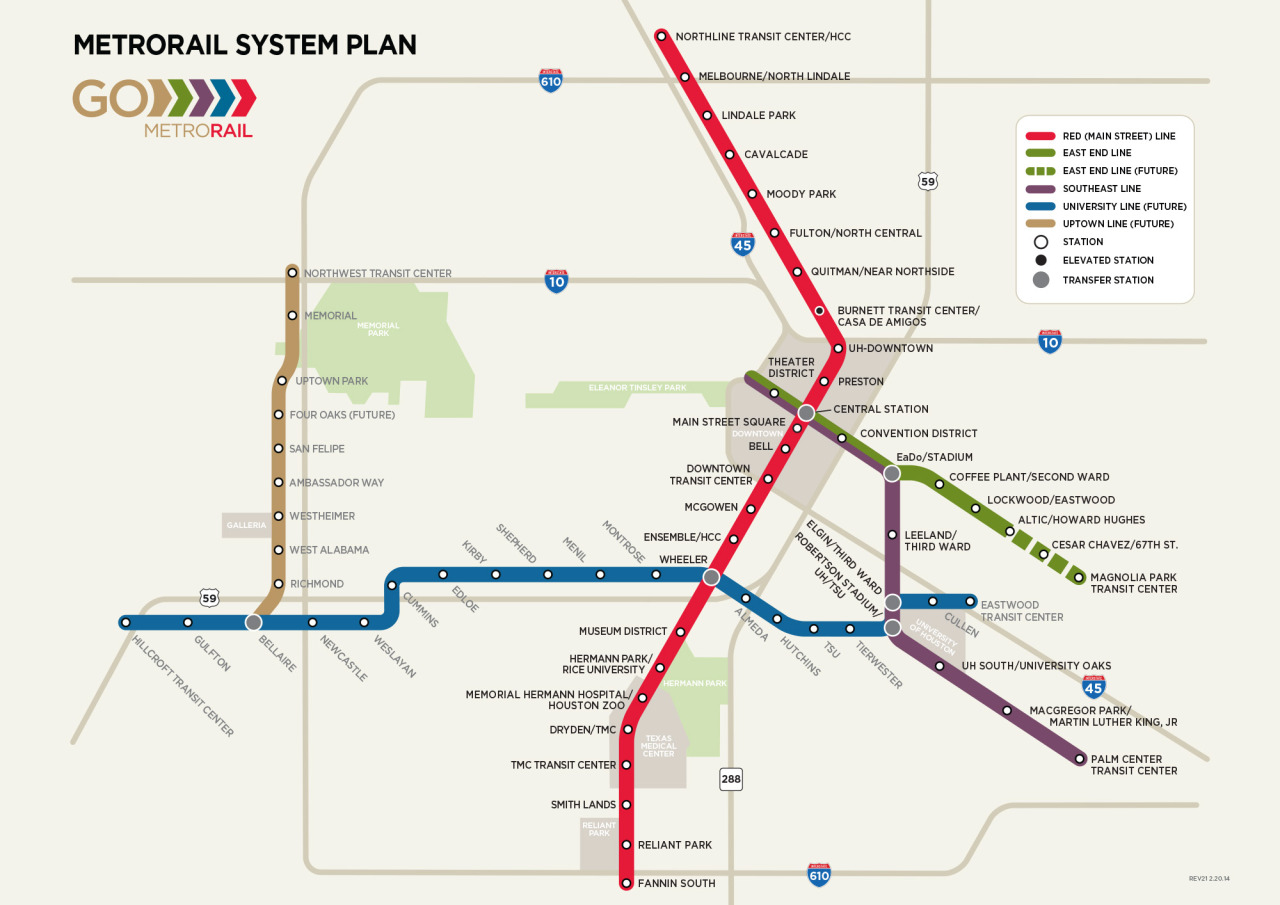 METRORAIL SYSTEM PLAN
GO
METRORAIL
RED (MAIN STREET) LINE
EAST END LINE
EAST END LINE (FUTURE)
SOUTHEAST LINE
UNIVERSITY LINE (FUTURE)
UPTOWN LINE (FUTURE)
STATION
ELEVATED STATION
TRANSFER STATION
610
59
45
10
10
NORTHLINE TRANSIT CENTER/HCC
MELBOURNE/NORTH LINDALE
LINDALE PARK
CAVALCADE
MOODY PARK
FULTON/NORTH CENTRAL
QUITMAN/NEAR NORTHSIDE
BURNETT TRANSIT CENTER/
CASA DE AMIGOS
UH-DOWNTOWN
PRESTON
THEATER
DISTRICT
CENTRAL STATION
MAIN STREET SQUARE
DOWNTOWN
BELL
CONVENTION DISTRICT
DOWNTOWN
TRANSIT CENTER
MCGOWEN
ENSEMBLE/HCC
WHEELER
EaDo/STADIUM
COFFEE PLANT/SECOND WARD
LOCKWOOD/EASTWOOD
ALTIC/HOWARD HUGHES
CESAR CHAVEZ/67TH ST.
MAGNOLIA PARK
TRANSIT CENTER
LEELAND/
THIRD WARD
ELGIN/THIRD WARD
ROBERTSON STADIUM/
UH/TSU
EASTWOOD
TRANSIT CENTER
CULLEN
UNIVERSITY
OF HOUSTON
UH SOUTH/UNIVERSITY OAKS
45
MACGREGOR PARK/
MARTIN LUTHER KING, JR
PALM CENTER
TRANSIT CENTER
NORTHWEST TRANSIT CENTER
MEMORIAL
MEMORIAL
PARK
UPTOWN PARK
ELEANOR TINSLEY PARK
FOUR OAKS (FUTURE)
SAN FELIPE
AMBASSADOR WAY
WESTHEIMER
GALLERIA
WEST ALABAMA
RICHMOND
59
HILLCROFT TRANSIT CENTER
GULFTON
BELLAIRE
NEWCASTLE
WESLAYAN
CUMMINS
EDLOE
KIRBY
SHEPHERD
MENIL
MONTROSE
ALMEDA
HUTCHINS
TSU
TIERWESTER
MUSEUM DISTRICT
HERMANN PARK/
RICE UNIVERSITY
HERMANN PARK
MEMORIAL HERMANN HOSPITAL/
HOUSTON ZOO
DRYDEN/TMC
TEXAS
MEDICAL
CENTER
TMC TRANSIT CENTER
288
SMITH LANDS
RELIANT
PARK
RELIANT PARK
610
FANNIN SOUTH
REV21 2.20.14